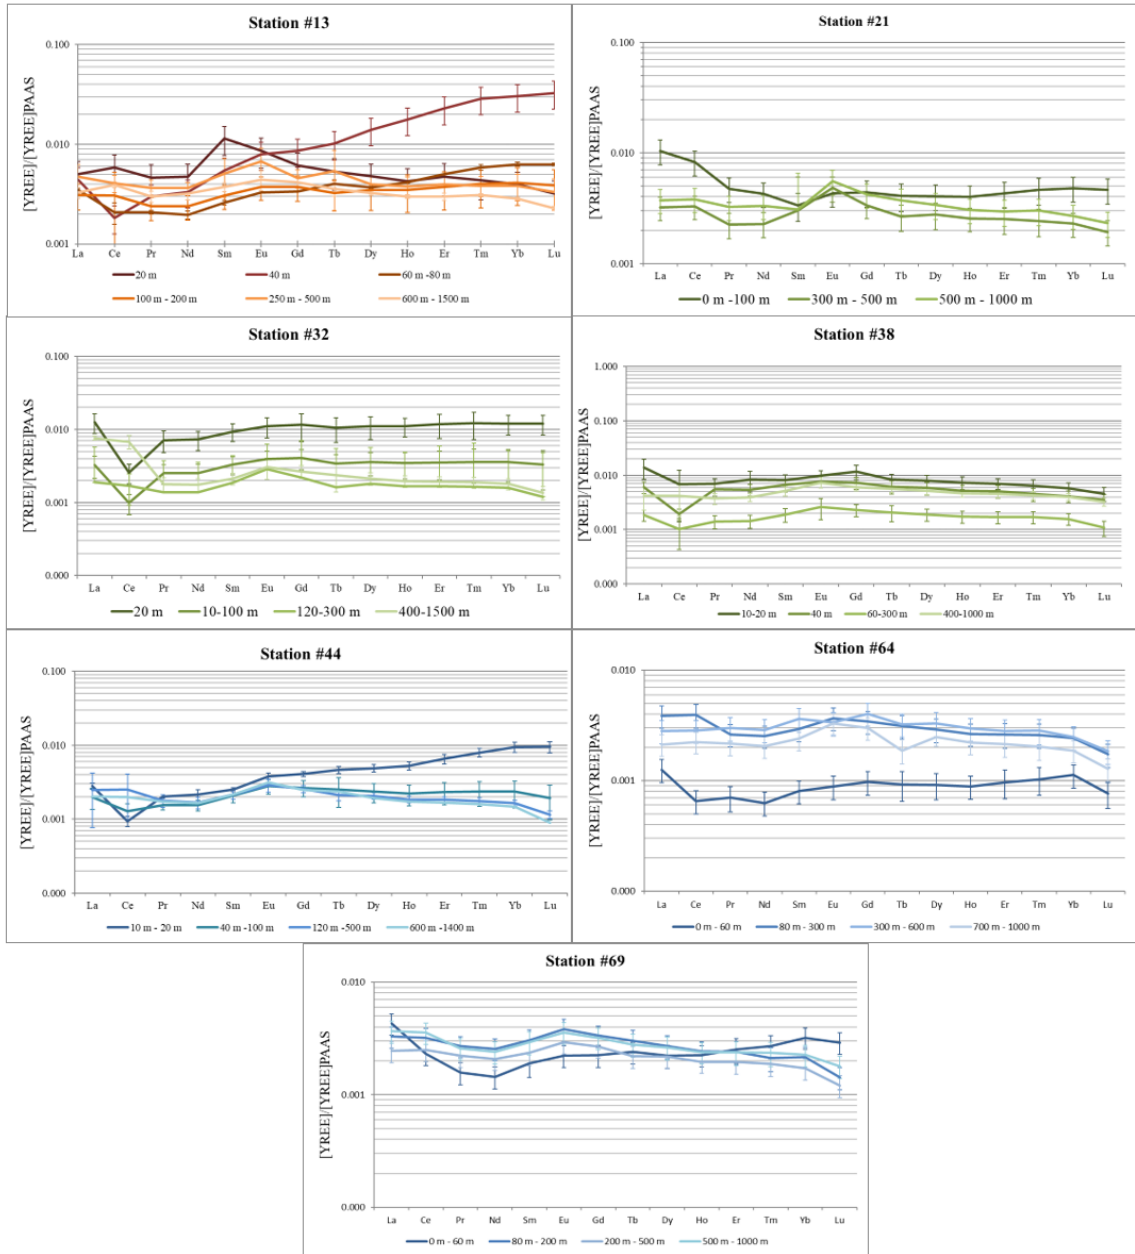 Station #13
[YREE]/[YREE]PAAS
0.100
0.010
0.001
La Ce Pr Nd Sm Eu Gd Tb Dy Ho Er Tm Yb Lu
20 m 40 m 60 m -80 m
100 m - 200 m 250 m - 500 m 600 m - 1500 m
Station #21
[YREE]/[YREE]PAAS
0.100
0.010
0.001
La Ce Pr Nd Sm Eu Gd Tb Dy Ho Er Tm Yb Lu
0 m -100 m 300 m - 500 m 500 m - 1000 m
Station #32
[YREE]/[YREE]PAAS
0.100
0.010
0.001
0.000
La Ce Pr Nd Sm Eu Gd Tb Dy Ho Er Tm Yb Lu
20 m 10-100 m 120-300 m 400-1500 m
Station #38
[YREE]/[YREE]PAAS
1.000
0.100
0.010
0.001
0.000
La Ce Pr Nd Sm Eu Gd Tb Dy Ho Er Tm Yb Lu
10-20 m 40 m 60-300 m 400-1000 m
Station #44
[YREE]/[YREE]PAAS
0.100
0.010
0.001
0.000
La Ce Pr Nd Sm Eu Gd Tb Dy Ho Er Tm Yb Lu
10 m - 20 m 40 m -100 m 120 m -500 m 600 m -1400 m
Station #64
[YREE]/[YREE]PAAS
0.010
0.001
0.000
La Ce Pr Nd Sm Eu Gd Tb Dy Ho Er Tm Yb Lu
0 m - 60 m 80 m - 300 m 300 m - 600 m 700 m - 1000 m
Station #69
[YREE]/[YREE]PAAS
0.010
0.001
0.000
La Ce Pr Nd Sm Eu Gd Tb Dy Ho Er Tm Yb Lu
0 m - 60 m 80 m - 200 m 200 m - 500 m 500 m - 1000 m